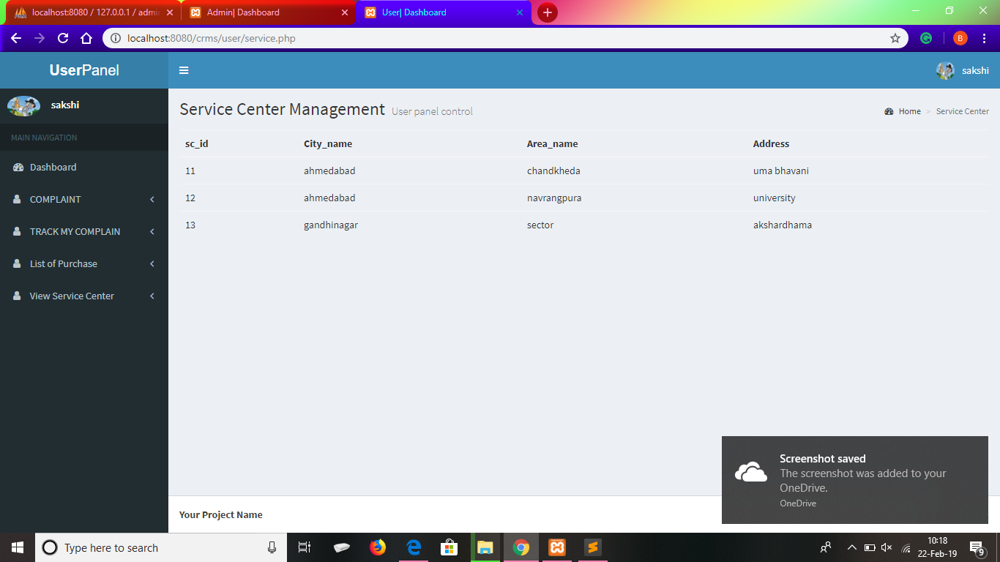 localhost:8080 / 127.0.0.1 / admi
Admin| Dashboard
User| Dashboard
localhost:8080/crms/user/service.php
B
UserPanel
sakshi
sakshi
MAIN NAVIGATION
Dashboard
COMPLAINT
TRACK MY COMPLAIN
List of Purchase
View Service Center
Service Center Management User panel control
Home > Service Center
sc_id City_name Area_name Address
11 ahmedabad chandkheda uma bhavani
12 ahmedabad navrangpura university
13 gandhinagar sector akshardhama
Screenshot saved
The screenshot was added to your
OneDrive.
OneDrive
Your Project Name
Type here to search
10:18
22-Feb-19
9